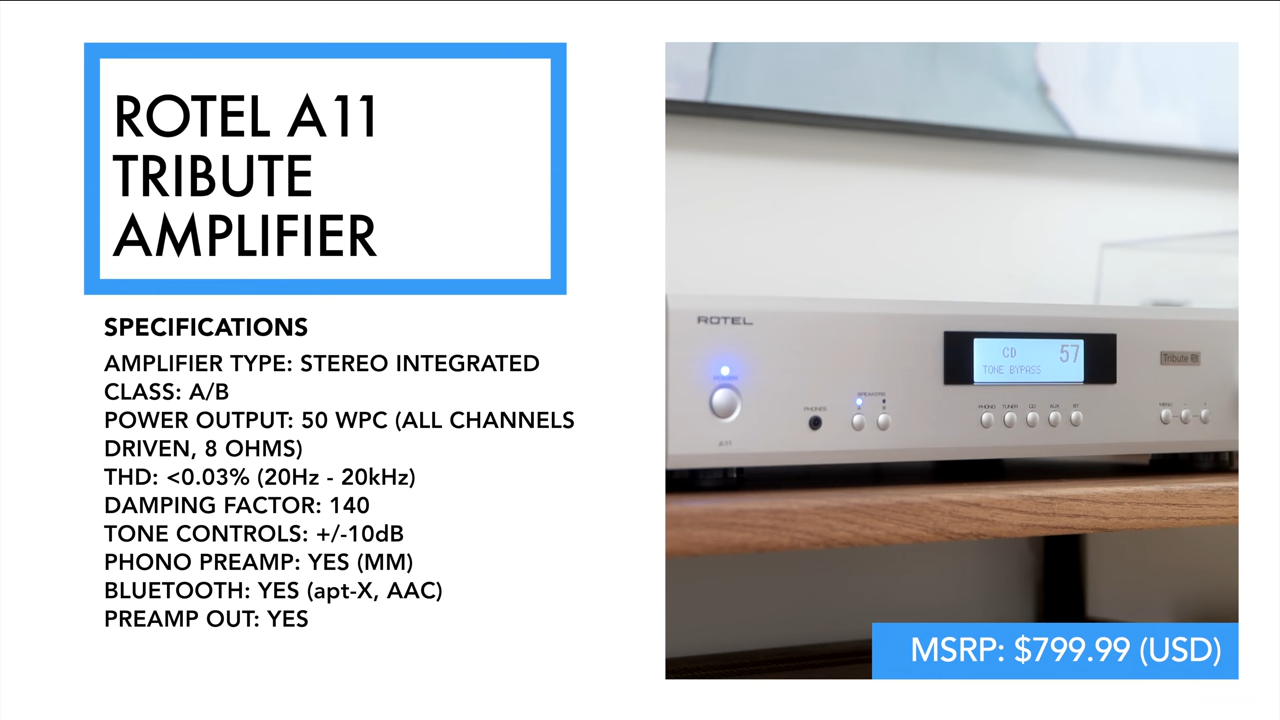 ROTEL A11
TRIBUTE
AMPLIFIER
SPECIFICATIONS
AMPLIFIER TYPE: STEREO INTEGRATED
CLASS: A/B
POWER OUTPUT: 50 WPC (ALL CHANNELS
DRIVEN, 8 OHMS)
THD: <0.03% (20Hz - 20kHz)
DAMPING FACTOR: 140
TONE CONTROLS: +/-10dB
PHONO PREAMP: YES (MM)
BLUETOOTH: YES (apt-X, AAC)
PREAMP OUT: YES
ROTEL
CD 57
TONE BYPASS
Tribute
POWER
SPEAKERS
A B
PHONES
PHONO TUNER CD AUX BT
MENU - +
A11
MSRP: $799.99 (USD)